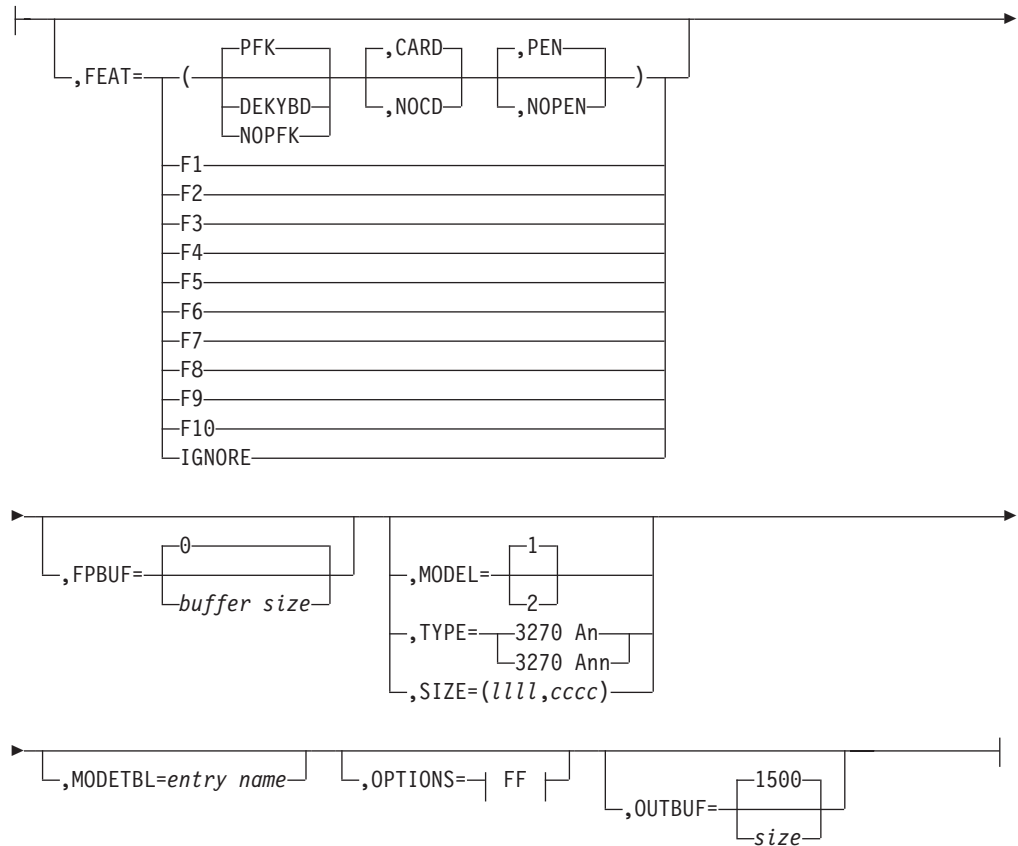 PFK ,CARD ,PEN
,FEAT= ( )
DEKYBD ,NOCD ,NOPEN
NOPFK
F1
F2
F3
F4
F5
F6
F7
F8
F9
F10
IGNORE
0 1
,FPBUF= ,MODEL=
buffer size 2
,TYPE= 3270 An
3270 Ann
,SIZE=(llll,cccc)
,MODETBL=entry name ,OPTIONS= FF 1500
,OUTBUF=
size